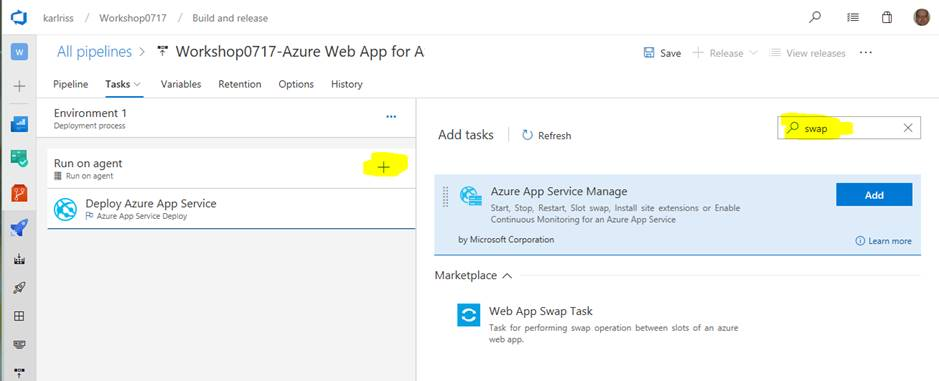 karlriss / Workshop0717 / Build and release
W
All pipelines > Workshop0717-Azure Web App for A
Save
Release
View releases
Pipeline
Tasks
Variables
Retention
Options
History
Environment 1
Deployment process
Run on agent
Run on agent
Deploy Azure App Service
Azure App Service Deploy
Add tasks
Refresh
swap
Azure App Service Manage
Start, Stop, Restart, Slot swap, Install site extensions or Enable
Continuous Monitoring for an Azure App Service
by Microsoft Corporation
Add
Learn more
Marketplace
Web App Swap Task
Task for performing swap operation between slots of an azure
web app.